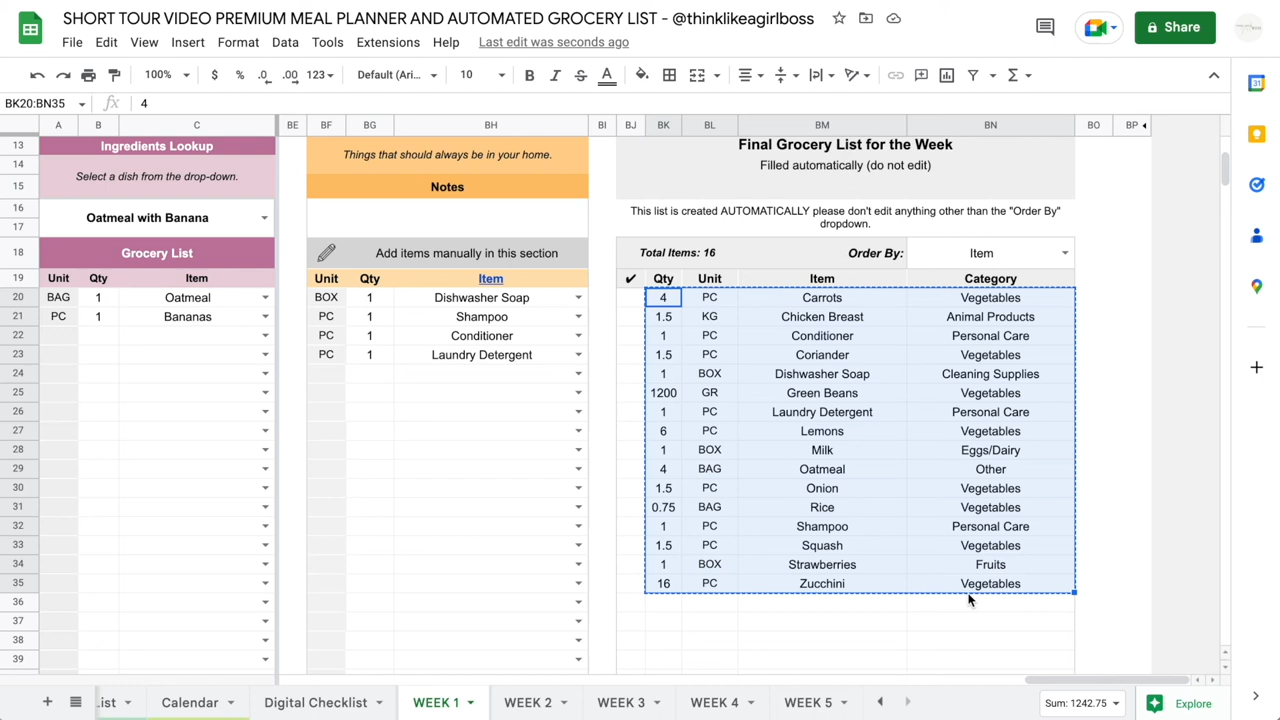 SHORT TOUR VIDEO PREMIUM MEAL PLANNER AND AUTOMATED GROCERY LIST - @thinklikeagirlboss
Share
File Edit View Insert Format Data Tools Extensions Help Last edit was seconds ago
100% $ % .0 .00 123 Default (Ari... 10 B I S A
BK20:BN35 fx 4
A B C BE BF BG BH BI BJ BK BL BM BN BO BP
13 Ingredients Lookup Final Grocery List for the Week
14 Things that should always be in your home. Filled automatically (do not edit)
15 Select a dish from the drop-down. Notes
16 Oatmeal with Banana This list is created AUTOMATICALLY please don't edit anything other than the "Order By"
17 dropdown.
18 Grocery List Add items manually in this section Total Items: 16 Order By: Item
19 Unit Qty Item Unit Qty Item ✔ Qty Unit Item Category
20 BAG 1 Oatmeal BOX 1 Dishwasher Soap 4 PC Carrots Vegetables
21 PC 1 Bananas PC 1 Shampoo 1.5 KG Chicken Breast Animal Products
22 PC 1 Conditioner 1 PC Conditioner Personal Care
23 PC 1 Laundry Detergent 1.5 PC Coriander Vegetables
24 1 BOX Dishwasher Soap Cleaning Supplies
25 1200 GR Green Beans Vegetables
26 1 PC Laundry Detergent Personal Care
27 6 PC Lemons Vegetables
28 1 BOX Milk Eggs/Dairy
29 4 BAG Oatmeal Other
30 1.5 PC Onion Vegetables
31 0.75 BAG Rice Vegetables
32 1 PC Shampoo Personal Care
33 1.5 PC Squash Vegetables
34 1 BOX Strawberries Fruits
35 16 PC Zucchini Vegetables
36
37
38
39
ist Calendar Digital Checklist WEEK 1 WEEK 2 WEEK 3 WEEK 4 WEEK 5 Sum: 1242.75 Explore